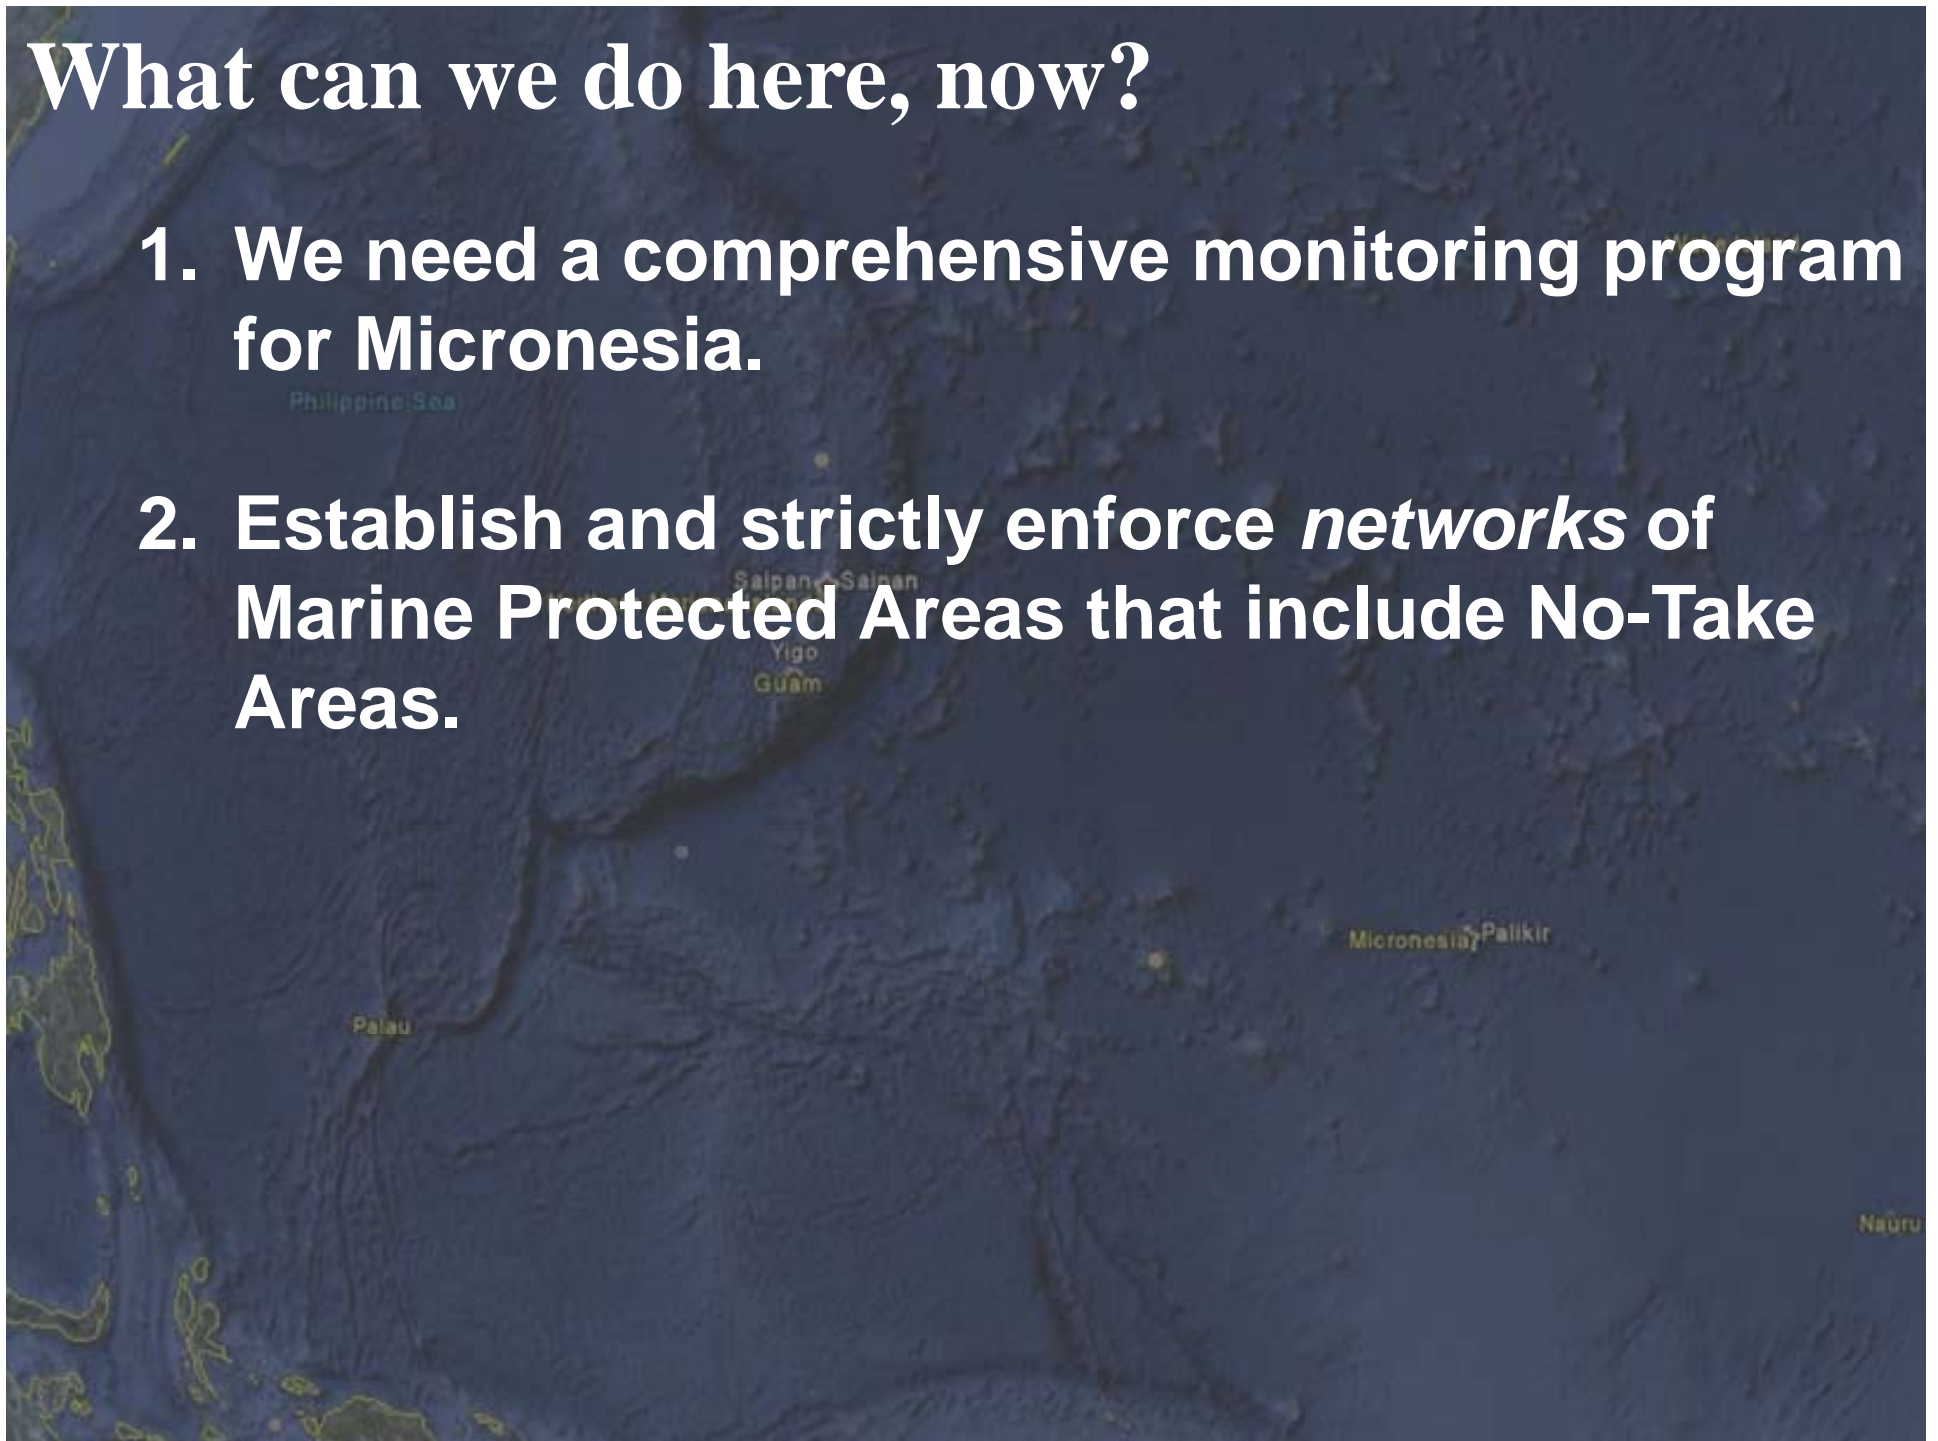 What can we do here, now?
1. We need a comprehensive monitoring program
for Micronesia.
Philippine Sea
2. Establish and strictly enforce networks of
Saipan Saipan
Marine Protected Areas that include No-Take
Yigo
Guam
Areas.
Micronesia Palikir
Palau
Nauru